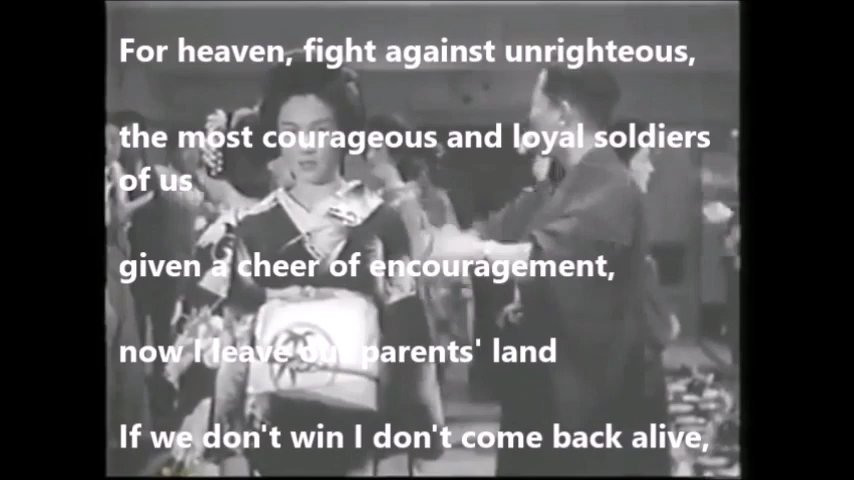 For heaven, fight against unrighteous,
the most courageous and loyal soldiers
of us
given a cheer of encouragement,
now I leave our parents' land
If we don't win I don't come back alive,